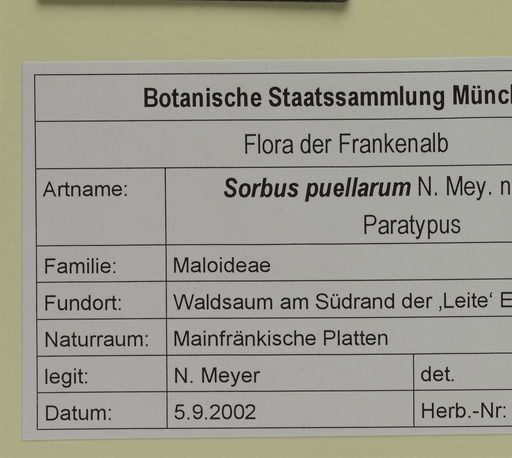 Botanische Staatssammlung
Flora der Frankenalb
Artname: Sorbus puellarum N. Mey.
Paratypus
Familie: Maloideae
Fundort: Waldsaum am Südrand der ‚Leite‘
Naturraum: Mainfränkische Platten
legit: N. Meyer det.
Datum: 5.9.2002 Herb.-Nr: